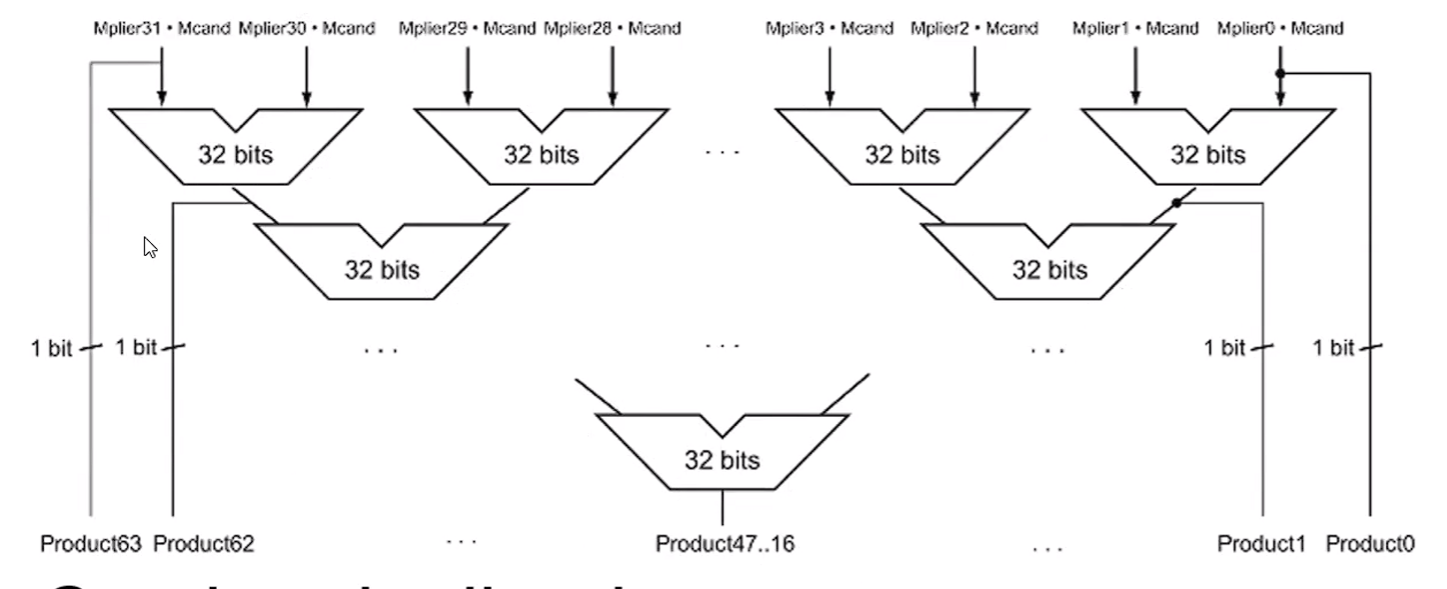 Mplier31 • Mcand Mplier30 • Mcand Mplier29 • Mcand Mplier28 • Mcand Mplier3 • Mcand Mplier2 • Mcand Mplier1 • Mcand Mplier0 • Mcand
32 bits 32 bits . . . 32 bits 32 bits
32 bits 32 bits
1 bit 1 bit . . . . . . . . . 1 bit 1 bit
32 bits
Product63 Product62 . . . Product47..16 . . . Product1 Product0